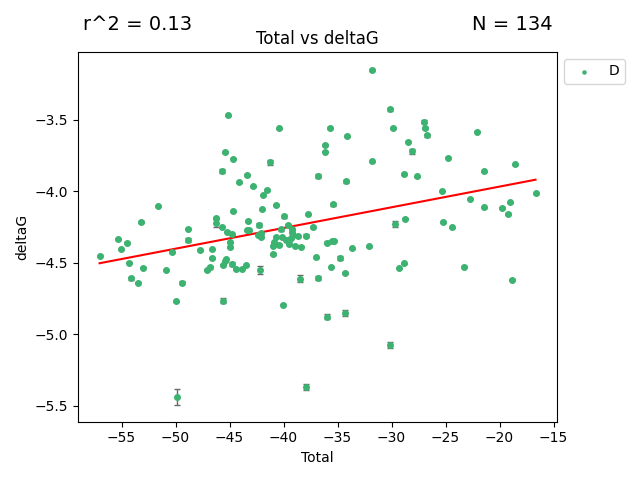 r^2 = 0.13
N = 134
Total vs deltaG
D
deltaG
−3.5
−4.0
−4.5
−5.0
−5.5
−55 −50 −45 −40 −35 −30 −25 −20 −15
Total